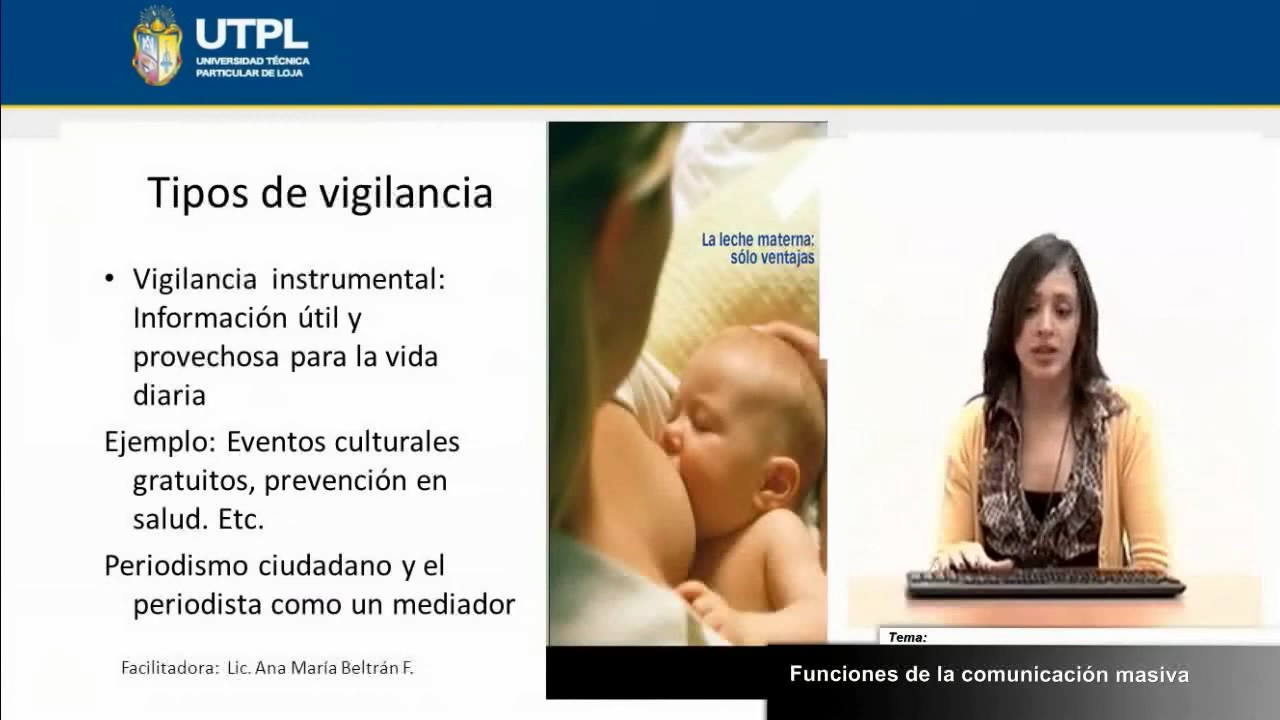 UTPL
UNIVERSIDAD TÉCNICA
PARTICULAR DE LOJA
Tipos de vigilancia
• Vigilancia instrumental:
Información útil y
provechosa para la vida
diaria
Ejemplo: Eventos culturales
gratuitos, prevención en
salud. Etc.
Periodismo ciudadano y el
periodista como un mediador
Facilitadora: Lic. Ana María Beltrán F.
La leche materna:
sólo ventajas
Tema:
Funciones de la comunicación masiva